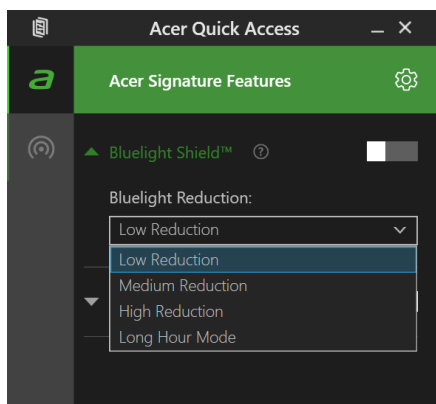 Acer Quick Access
a
Acer Signature Features
Bluelight Shield™ ?
Bluelight Reduction:
Low Reduction
Low Reduction
Medium Reduction
High Reduction
Long Hour Mode